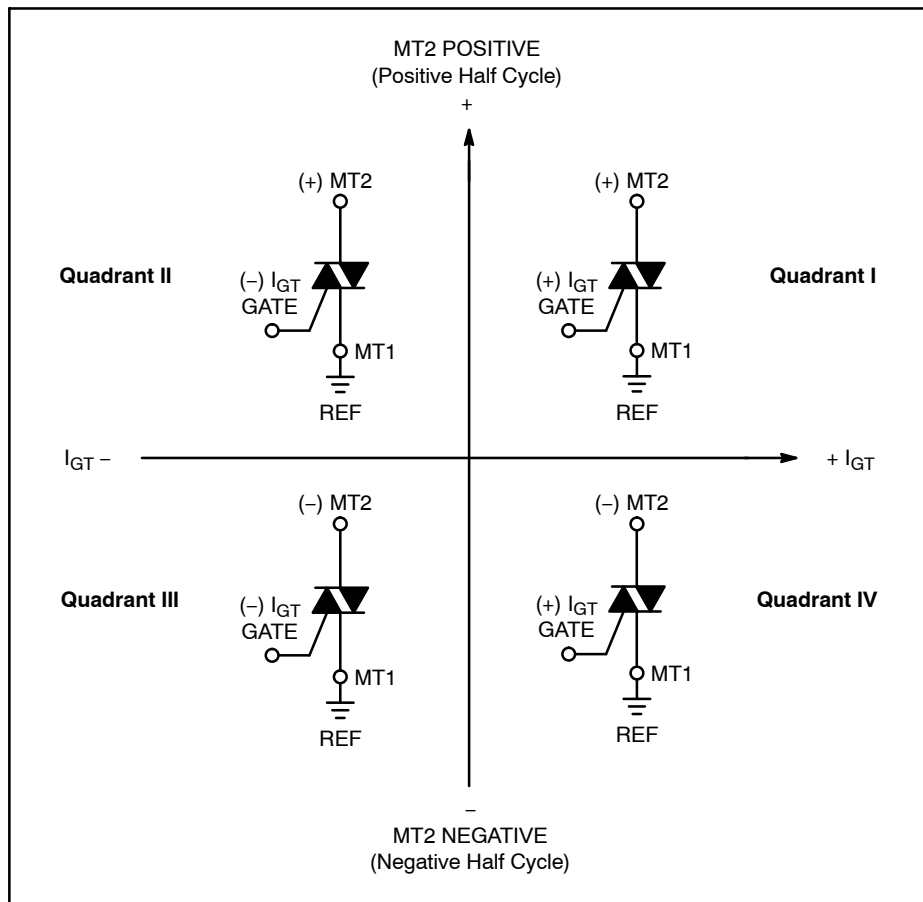 MT2 POSITIVE
(Positive Half Cycle)
+
(+) MT2
(+) MT2
Quadrant II
(−) IGT
GATE
(+) IGT
GATE
Quadrant I
MT1
MT1
REF
REF
IGT −
+ IGT
(−) MT2
(−) MT2
Quadrant III
(−) IGT
GATE
(+) IGT
GATE
Quadrant IV
MT1
MT1
REF
REF
−
MT2 NEGATIVE
(Negative Half Cycle)